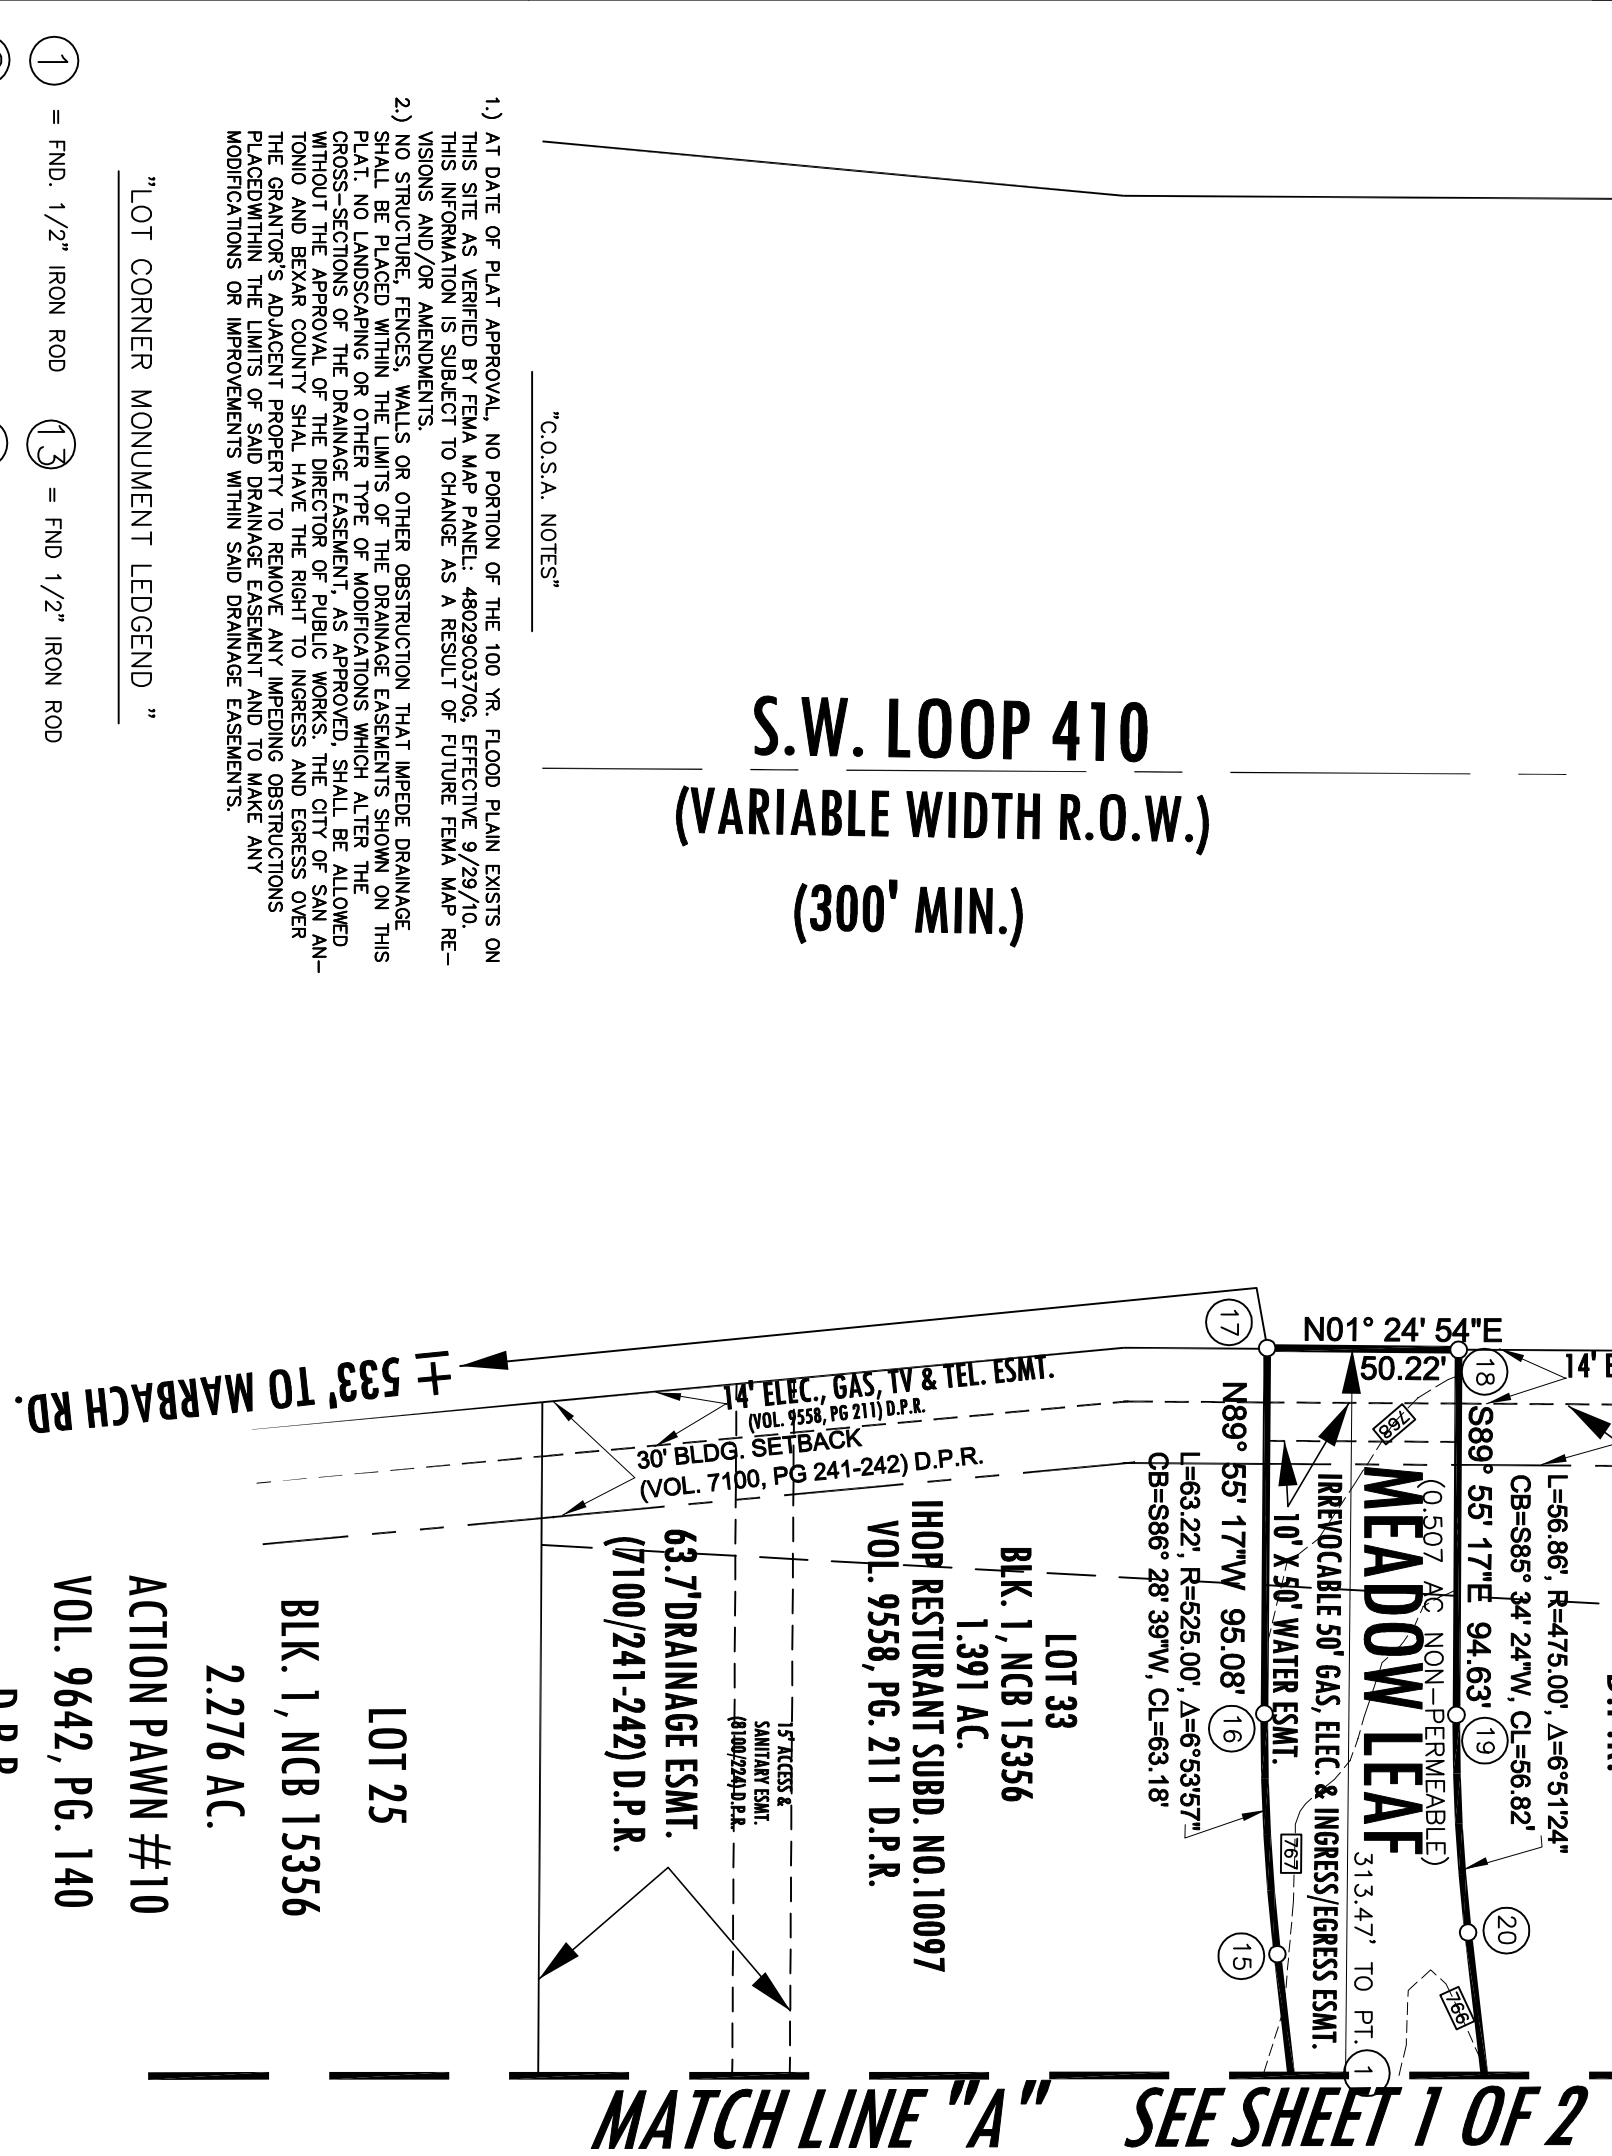 1 = FND. 1/2" IRON ROD
13 = FND 1/2" IRON ROD
"LOT CORNER MONUMENT LEDGEND "
"C.O.S.A. NOTES"
1.) AT DATE OF PLAT APPROVAL, NO PORTION OF THE 100 YR. FLOOD PLAIN EXISTS ON
THIS SITE AS VERIFIED BY FEMA MAP PANEL: 48029C0370G, EFFECTIVE 9/29/10.
THIS INFORMATION IS SUBJECT TO CHANGE AS A RESULT OF FUTURE FEMA MAP RE-
VISIONS AND/OR AMENDMENTS.
2.) NO STRUCTURE, FENCES, WALLS OR OTHER OBSTRUCTION THAT IMPEDE DRAINAGE
SHALL BE PLACED WITHIN THE LIMITS OF THE DRAINAGE EASEMENTS SHOWN ON THIS
PLAT. NO LANDSCAPING OR OTHER TYPE OF MODIFICATIONS WHICH ALTER THE
CROSS-SECTIONS OF THE DRAINAGE EASEMENT, AS APPROVED, SHALL BE ALLOWED
WITHOUT THE APPROVAL OF THE DIRECTOR OF PUBLIC WORKS. THE CITY OF SAN AN-
TONIO AND BEXAR COUNTY SHAL HAVE THE RIGHT TO INGRESS AND EGRESS OVER
THE GRANTOR'S ADJACENT PROPERTY TO REMOVE ANY IMPEDING OBSTRUCTIONS
PLACEDWITHIN THE LIMITS OF SAID DRAINAGE EASEMENT AND TO MAKE ANY
MODIFICATIONS OR IMPROVEMENTS WITHIN SAID DRAINAGE EASEMENTS.
S.W. LOOP 410
(VARIABLE WIDTH R.O.W.)
(300' MIN.)
± 533' TO MARBACH RD.
14' ELEC., GAS, TV & TEL. ESMT.
(VOL. 9558, PG 211) D.P.R.
30' BLDG. SETBACK
(VOL. 7100, PG 241-242) D.P.R.
17
N01° 24' 54"E
50.22'
18
14' E
768
S89° 55' 17"E 94.63'
L=56.86', R=475.00', Δ=6°51'24"
CB=S85° 34' 24"W, CL=56.82'
19
20
766
MEADOW LEAF
(0.507 AC NON-PERMEABLE)
313.47' TO PT. 1
IRREVOCABLE 50' GAS, ELEC. & INGRESS/EGRESS ESMT.
10' X 50' WATER ESMT.
767
N89° 55' 17"W 95.08'
16
15
L=63.22', R=525.00', Δ=6°53'57"
CB=S86° 28' 39"W, CL=63.18'
LOT 33
BLK. 1, NCB 15356
1.391 AC.
IHOP RESTURANT SUBD. NO.10097
VOL. 9558, PG. 211 D.P.R.
15' ACCESS &
SANITARY ESMT.
(8100/224) D.P.R.
63.7'DRAINAGE ESMT.
(7100/241-242) D.P.R.
LOT 25
BLK. 1, NCB 15356
2.276 AC.
ACTION PAWN #10
VOL. 9642, PG. 140
MATCH LINE "A" SEE SHEET 1 OF 2